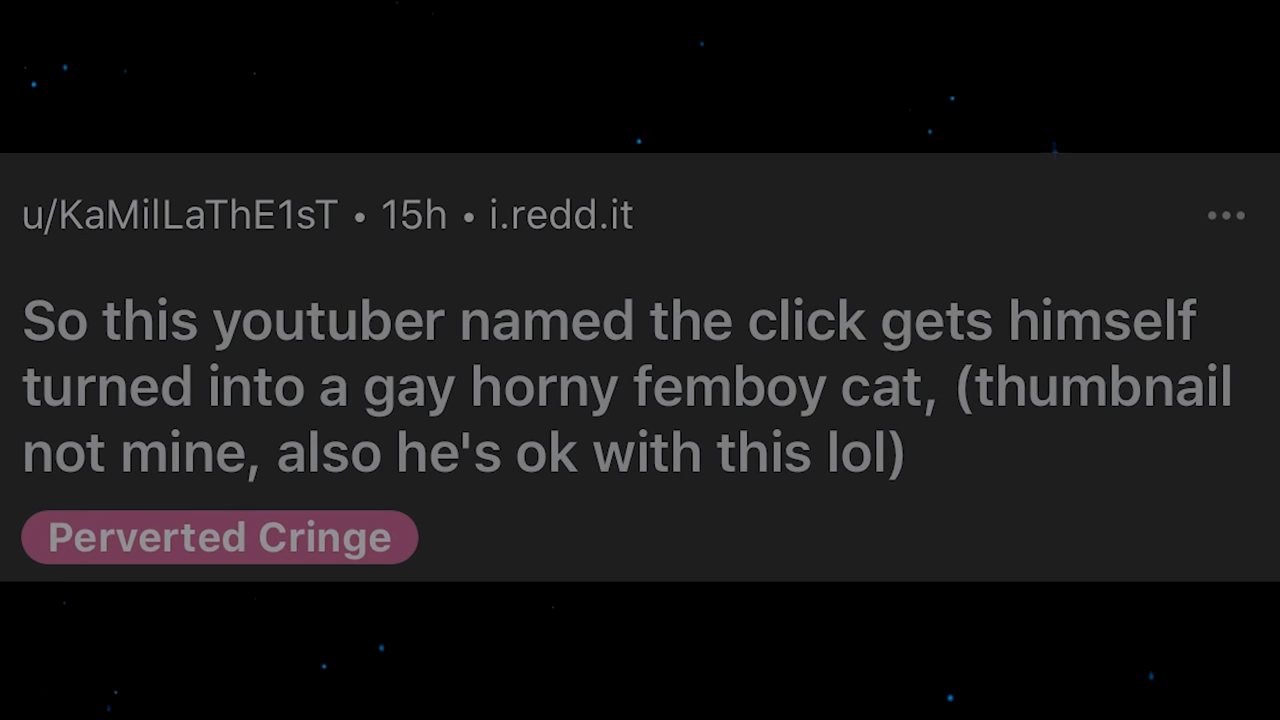 u/KaMilLaThE1sT • 15h • i.redd.it
So this youtuber named the click gets himself
turned into a gay horny femboy cat, (thumbnail
not mine, also he's ok with this lol)
Perverted Cringe